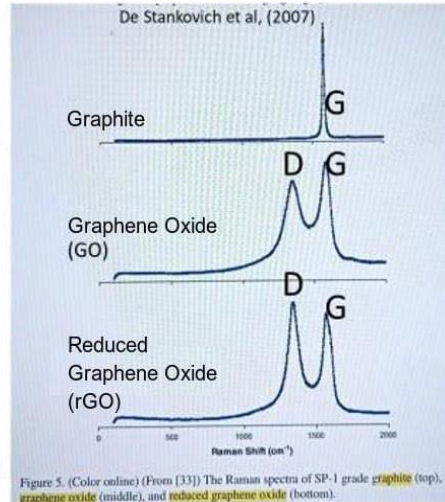 De Stankovich et al, (2007)
G
Graphite
D G
Graphene Oxide
(GO)
D
G
Reduced
Graphene Oxide
(rGO)
0 500 1000 1500 2000
Raman Shift (cm⁻¹)
Figure 5. (Color online) (From [33]) The Raman spectra of SP-1 grade graphite (top),
graphene oxide (middle), and reduced graphene oxide (bottom).